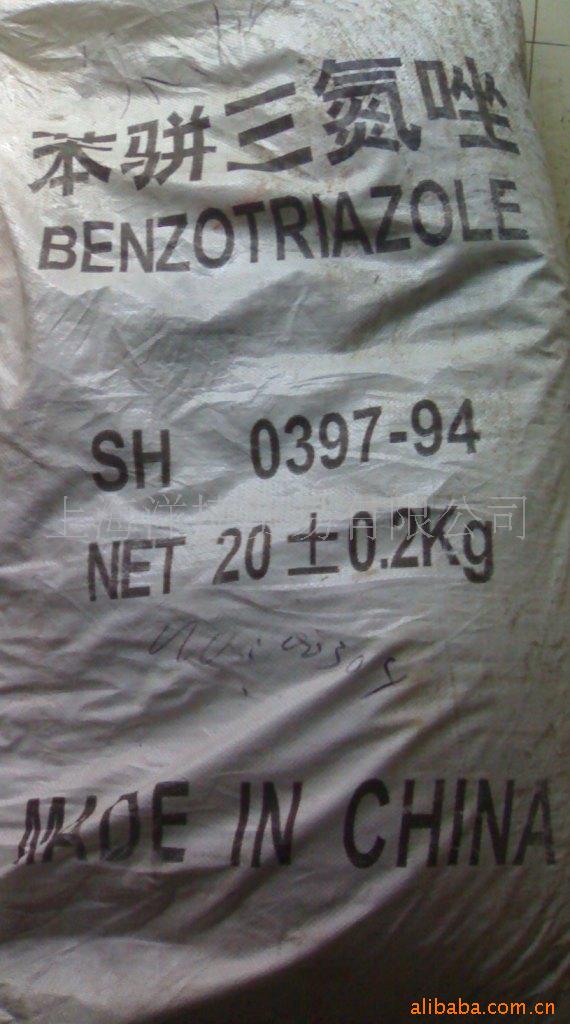 苯骈三氮唑
BENZOTRIAZOLE
SH 0397-94
NET 20±0.2Kg
MADE IN CHINA
alibaba.com.cn